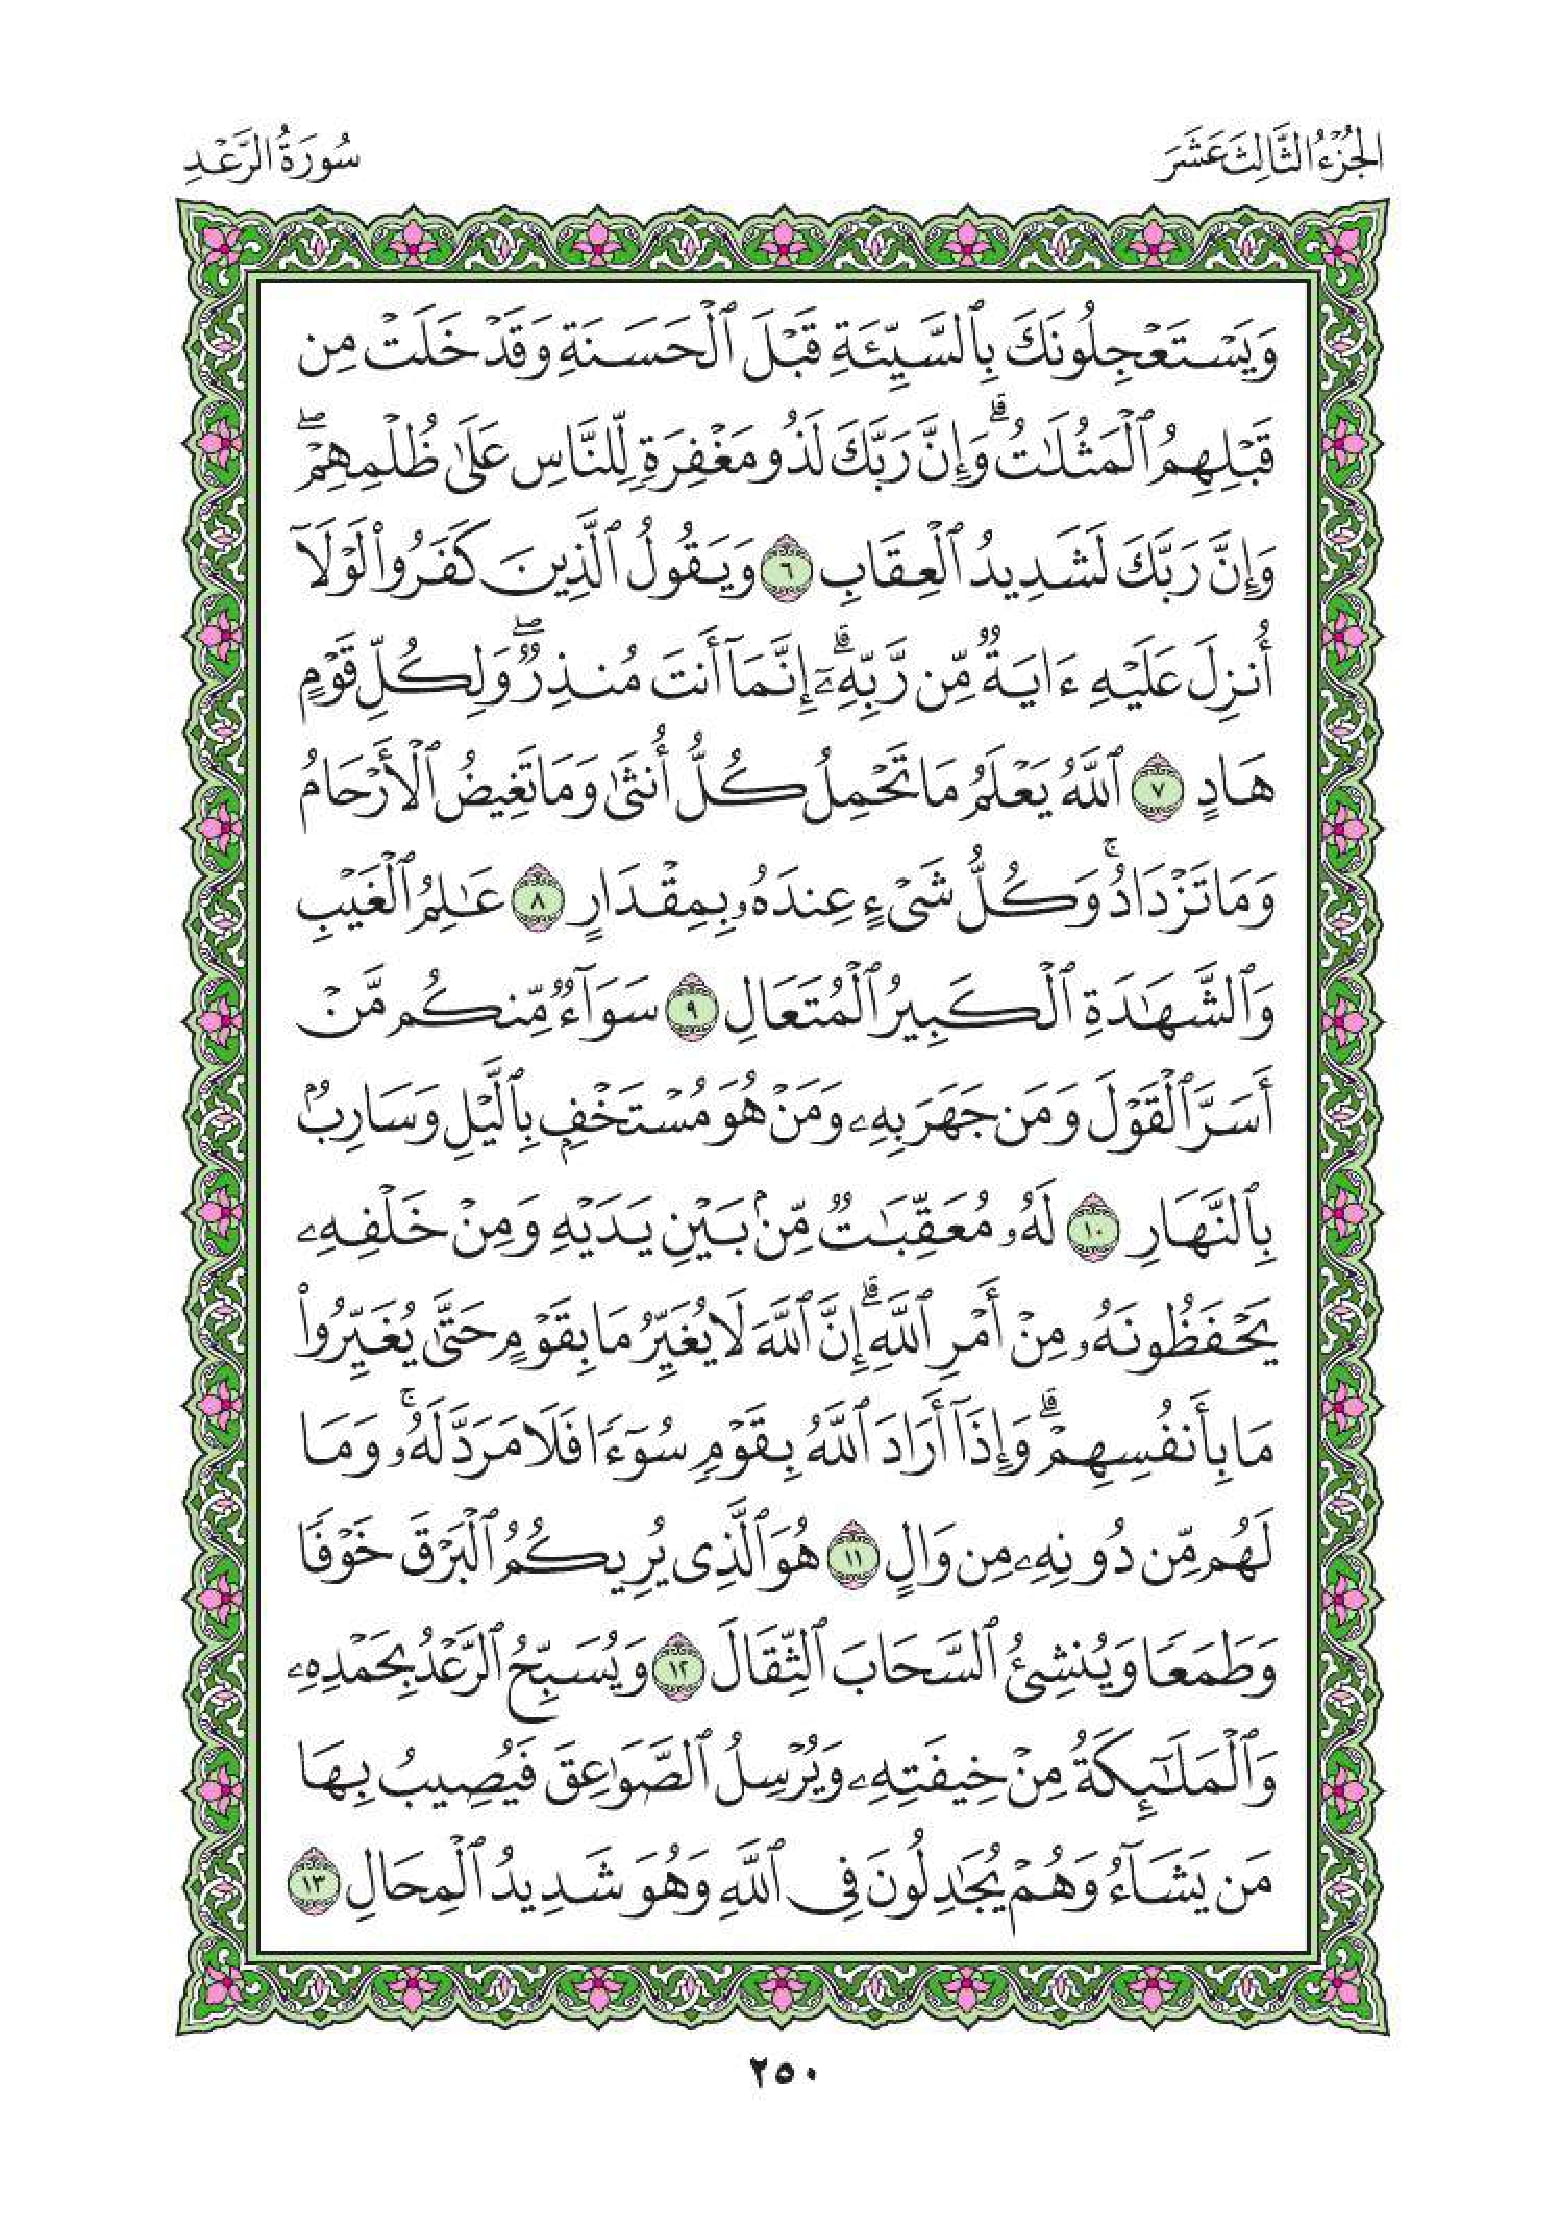 الجُزْءُ الثَّالِثَ عَشَرَ
سُورَةُ الرَّعْدِ
وَيَسْتَعْجِلُونَكَ بِٱلسَّيِّئَةِ قَبْلَ ٱلْحَسَنَةِ وَقَدْ خَلَتْ مِن
قَبْلِهِمُ ٱلْمَثُلَٰتُۗ وَإِنَّ رَبَّكَ لَذُو مَغْفِرَةٍ لِّلنَّاسِ عَلَىٰ ظُلْمِهِمْۖ
وَإِنَّ رَبَّكَ لَشَدِيدُ ٱلْعِقَابِ ٦ وَيَقُولُ ٱلَّذِينَ كَفَرُوا۟ لَوْلَآ
أُنزِلَ عَلَيْهِ ءَايَةٌ مِّن رَّبِّهِۦٓۗ إِنَّمَآ أَنتَ مُنذِرٌۖ وَلِكُلِّ قَوْمٍ
هَادٍ ٧ ٱللَّهُ يَعْلَمُ مَا تَحْمِلُ كُلُّ أُنثَىٰ وَمَا تَغِيضُ ٱلْأَرْحَامُ
وَمَا تَزْدَادُۚ وَكُلُّ شَىْءٍ عِندَهُۥ بِمِقْدَارٍ ٨ عَٰلِمُ ٱلْغَيْبِ
وَٱلشَّهَٰدَةِ ٱلْكَبِيرُ ٱلْمُتَعَالِ ٩ سَوَآءٌ مِّنكُم مَّنْ
أَسَرَّ ٱلْقَوْلَ وَمَن جَهَرَ بِهِۦ وَمَنْ هُوَ مُسْتَخْفٍۭ بِٱلَّيْلِ وَسَارِبٌۢ
بِٱلنَّهَارِ ١٠ لَهُۥ مُعَقِّبَٰتٌ مِّنۢ بَيْنِ يَدَيْهِ وَمِنْ خَلْفِهِۦ
يَحْفَظُونَهُۥ مِنْ أَمْرِ ٱللَّهِۗ إِنَّ ٱللَّهَ لَا يُغَيِّرُ مَا بِقَوْمٍ حَتَّىٰ يُغَيِّرُوا۟
مَا بِأَنفُسِهِمْۗ وَإِذَآ أَرَادَ ٱللَّهُ بِقَوْمٍ سُوٓءًا فَلَا مَرَدَّ لَهُۥۚ وَمَا
لَهُم مِّن دُونِهِۦ مِن وَالٍ ١١ هُوَ ٱلَّذِى يُرِيكُمُ ٱلْبَرْقَ خَوْفًا
وَطَمَعًا وَيُنشِئُ ٱلسَّحَابَ ٱلثِّقَالَ ١٢ وَيُسَبِّحُ ٱلرَّعْدُ بِحَمْدِهِۦ
وَٱلْمَلَٰٓئِكَةُ مِنْ خِيفَتِهِۦ وَيُرْسِلُ ٱلصَّوَٰعِقَ فَيُصِيبُ بِهَا
مَن يَشَآءُ وَهُمْ يُجَٰدِلُونَ فِى ٱللَّهِ وَهُوَ شَدِيدُ ٱلْمِحَالِ ١٣
٢٥٠